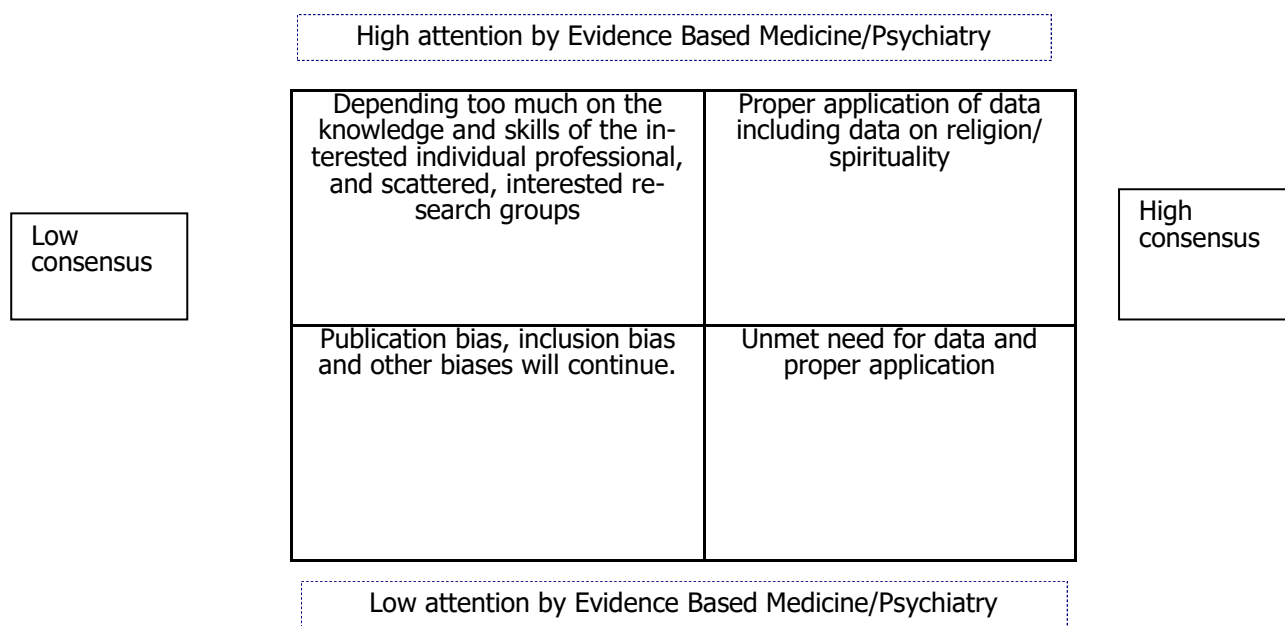 High attention by Evidence Based Medicine/Psychiatry
Depending too much on the
knowledge and skills of the in-
terested individual professional,
and scattered, interested re-
search groups
Proper application of data
including data on religion/
spirituality
Low
consensus
High
consensus
Publication bias, inclusion bias
and other biases will continue.
Unmet need for data and
proper application
Low attention by Evidence Based Medicine/Psychiatry